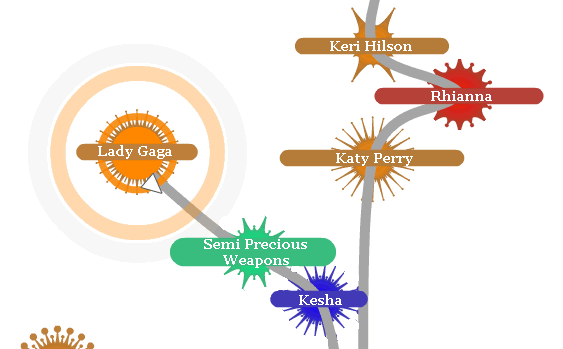 Keri Hilson
Rhianna
Lady Gaga
Katy Perry
Semi Precious
Weapons
Kesha